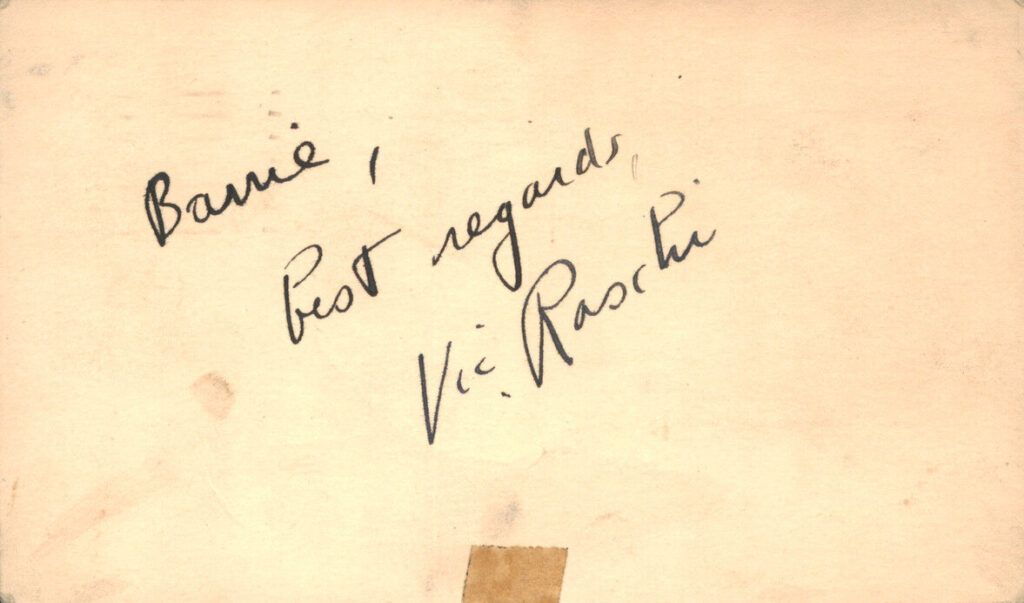 Barrie,
Best regards,
Vic. Raschi